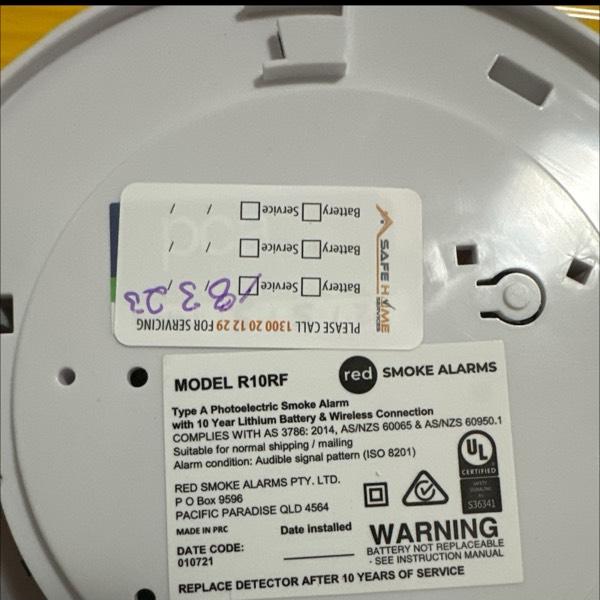 SAFE HOME
SERVICES
PLEASE CALL 1300 20 12 29 FOR SERVICING
Battery Service 18/3/23
Battery Service / /
Battery Service / /
red SMOKE ALARMS
MODEL R10RF
Type A Photoelectric Smoke Alarm
with 10 Year Lithium Battery & Wireless Connection
COMPLIES WITH AS 3786: 2014, AS/NZS 60065 & AS/NZS 60950.1
Suitable for normal shipping / mailing
Alarm condition: Audible signal pattern (ISO 8201)
UL
CERTIFIED
SAFETY
S36341
RED SMOKE ALARMS PTY. LTD.
P O Box 9596
PACIFIC PARADISE QLD 4564
MADE IN PRC
Date installed
DATE CODE:
010721
WARNING
BATTERY NOT REPLACEABLE
- SEE INSTRUCTION MANUAL
REPLACE DETECTOR AFTER 10 YEARS OF SERVICE